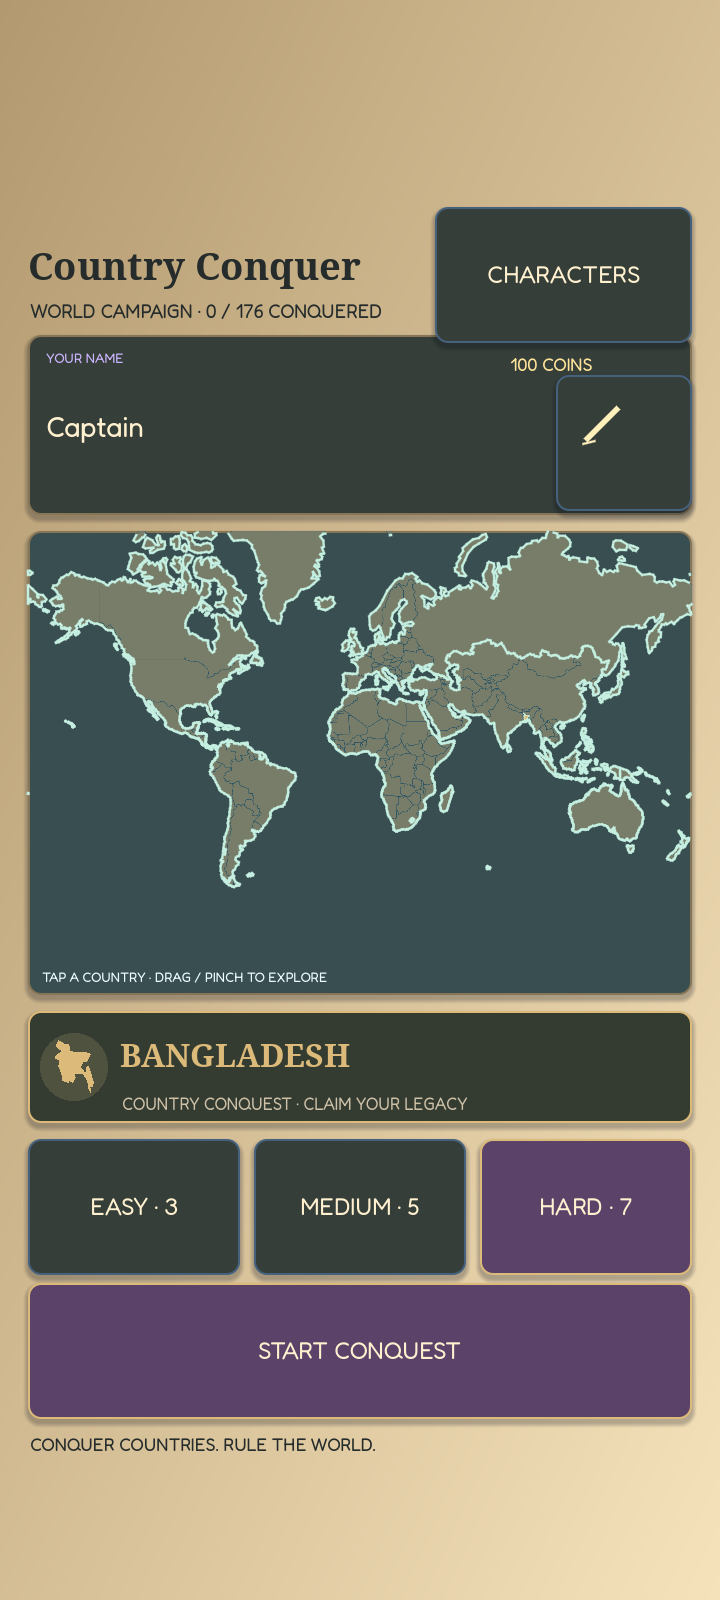 Country Conquer
CHARACTERS
WORLD CAMPAIGN · 0 / 176 CONQUERED
YOUR NAME
100 COINS
Captain
TAP A COUNTRY · DRAG / PINCH TO EXPLORE
BANGLADESH
COUNTRY CONQUEST · CLAIM YOUR LEGACY
EASY · 3
MEDIUM · 5
HARD · 7
START CONQUEST
CONQUER COUNTRIES. RULE THE WORLD.